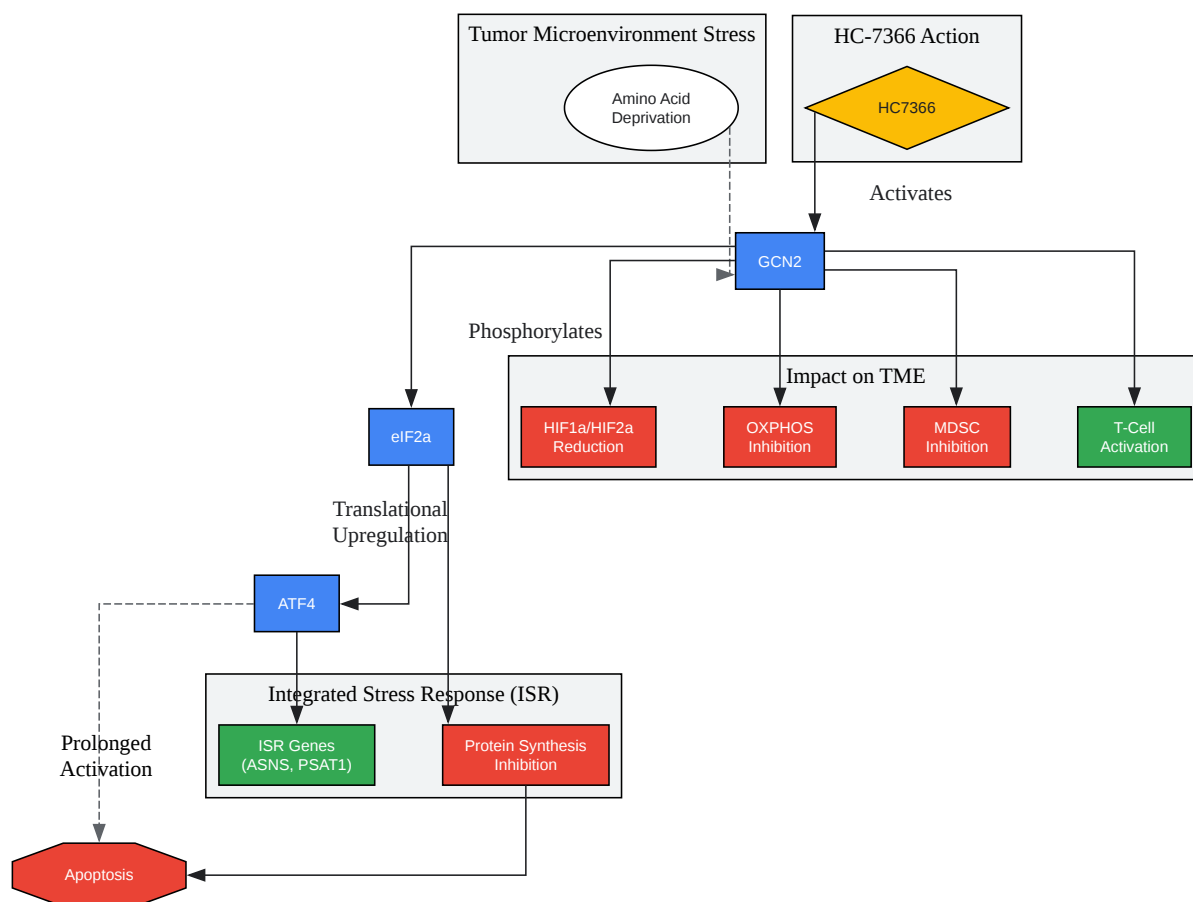 Tumor Microenvironment Stress
HC-7366 Action
Amino Acid
Deprivation
HC7366
Activates
GCN2
Phosphorylates
Impact on TME
HIF1a/HIF2a
Reduction
OXPHOS
Inhibition
MDSC
Inhibition
T-Cell
Activation
eIF2a
Translational
Upregulation
ATF4
Integrated Stress Response (ISR)
ISR Genes
(ASNS, PSAT1)
Protein Synthesis
Inhibition
Prolonged
Activation
Apoptosis